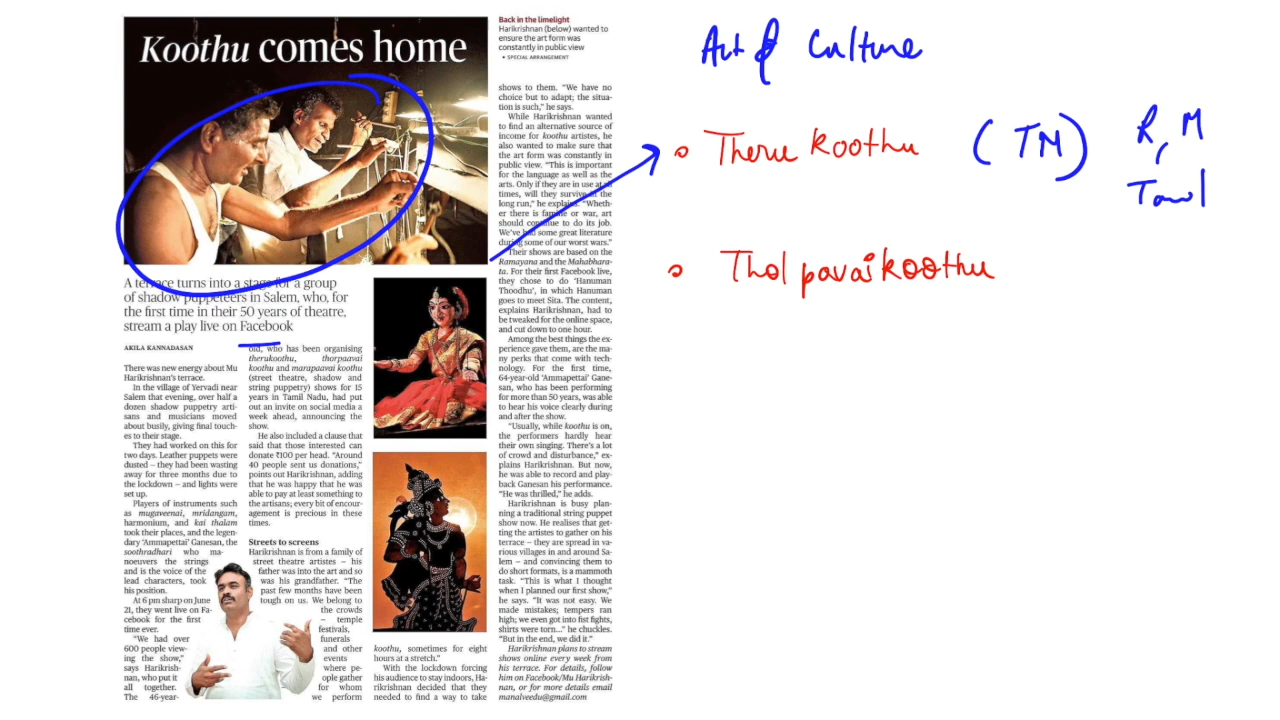 Koothu comes home
A terrace turns into a stage for a group
of shadow puppeteers in Salem, who, for
the first time in their 50 years of theatre,
stream a play live on Facebook
AKILA KANNADASAN
There was new energy about Mu
Harikrishnan's terrace.
In the village of Yervadi near
Salem that evening, over half a
dozen shadow puppetry arti-
sans and musicians moved
about busily, giving final touch-
es to their stage.
They had worked on this for
two days. Leather puppets were
dusted – they had been wasting
away for three months due to
the lockdown – and lights were
set up.
Players of instruments such
as mugaveenai, mridangam,
harmonium, and kai thalam
took their places, and the legen-
dary 'Ammapettai' Ganesan, the
soothradhari who ma-
noeuvers the strings
and is the voice of the
lead characters, took
his position.
At 6 pm sharp on June
21, they went live on Fa-
cebook for the first
time ever.
"We had over
600 people view-
ing the show,"
says Harikrish-
nan, who put it
all together.
The 46-year-
old, who has been organising
therukoothu, thorpaavai
koothu and marapaavai koothu
(street theatre, shadow and
string puppetry) shows for 15
years in Tamil Nadu, had put
out an invite on social media a
week ahead, announcing the
show.
He also included a clause that
said that those interested can
donate ₹100 per head. "Around
40 people sent us donations,"
points out Harikrishnan, adding
that he was happy that he was
able to pay at least something to
the artisans; every bit of encour-
agement is precious in these
times.
Streets to screens
Harikrishnan is from a family of
street theatre artistes – his
father was into the art and so
was his grandfather. "The
past few months have been
tough on us. We belong to
the crowds
– temple
festivals,
funerals
and other
events
where pe-
ople gather
for whom
we perform
koothu, sometimes for eight
hours at a stretch."
With the lockdown forcing
his audience to stay indoors, Ha-
rikrishnan decided that they
needed to find a way to take
Back in the limelight
Harikrishnan (below) wanted to
ensure the art form was
constantly in public view
• SPECIAL ARRANGEMENT
shows to them. "We have no
choice but to adapt; the situa-
tion is such," he says.
While Harikrishnan wanted
to find an alternative source of
income for koothu artistes, he
also wanted to make sure that
the art form was constantly in
public view. "This is important
for the language as well as the
arts. Only if they are in use at all
times, will they survive in the
long run," he explains. "Wheth-
er there is famine or war, art
should continue to do its job.
We've had some great literature
during some of our worst wars."
Their shows are based on the
Ramayana and the Mahabhara-
ta. For their first Facebook live,
they chose to do 'Hanuman
Thoodhu', in which Hanuman
goes to meet Sita. The content,
explains Harikrishnan, had to
be tweaked for the online space,
and cut down to one hour.
Among the best things the ex-
perience gave them, are the ma-
ny perks that come with tech-
nology. For the first time,
64-year-old 'Ammapettai' Gane-
san, who has been performing
for more than 50 years, was able
to hear his voice clearly during
and after the show.
"Usually, while koothu is on,
the performers hardly hear
their own singing. There's a lot
of crowd and disturbance," ex-
plains Harikrishnan. But now,
he was able to record and play-
back Ganesan his performance.
"He was thrilled," he adds.
Harikrishnan is busy plan-
ning a traditional string puppet
show now. He realises that get-
ting the artistes to gather on his
terrace – they are spread in va-
rious villages in and around Sa-
lem – and convincing them to
do short formats, is a mammoth
task. "This is what I thought
when I planned our first show,"
he says. "It was not easy. We
made mistakes; tempers ran
high; we even got into fist fights,
shirts were torn..." he chuckles.
"But in the end, we did it."
Harikrishnan plans to stream
shows online every week from
his terrace. For details, follow
him on Facebook/Mu Harikrish-
nan, or for more details email
manalveedu@gmail.com
Art & Culture
Theru Koothu (TM) R, M
Tamil
Thol pavai koothu